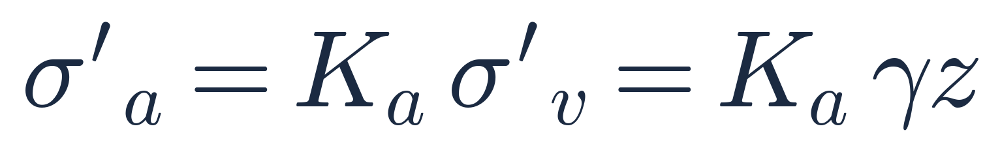 σ′ₐ = Kₐ σ′ᵥ = Kₐ γz